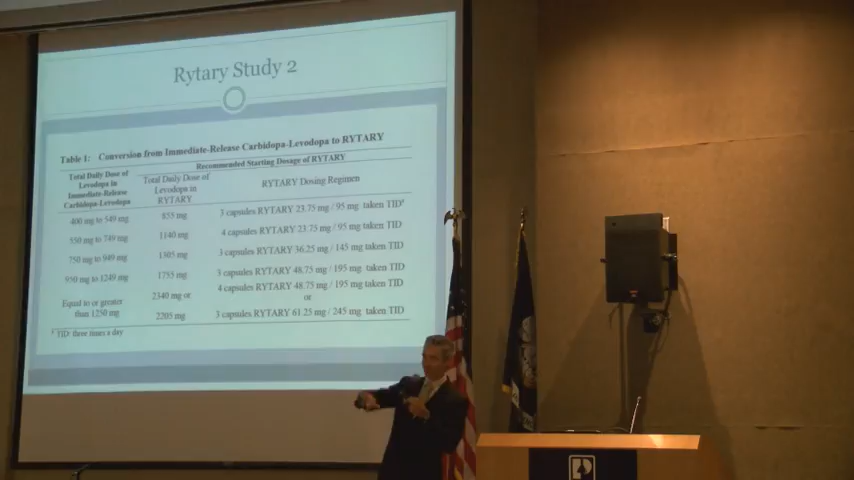 Rytary Study 2
Table 1: Conversion from Immediate-Release Carbidopa-Levodopa to RYTARY
Recommended Starting Dosage of RYTARY
Total Daily Dose of Levodopa in Immediate-Release Carbidopa-Levodopa
Total Daily Dose of Levodopa in RYTARY
RYTARY Dosing Regimen
400 mg to 549 mg 855 mg 3 capsules RYTARY 23.75 mg / 95 mg taken TID¹
550 mg to 749 mg 1140 mg 4 capsules RYTARY 23.75 mg / 95 mg taken TID
750 mg to 949 mg 1305 mg 3 capsules RYTARY 36.25 mg / 145 mg taken TID
950 mg to 1249 mg 1755 mg 3 capsules RYTARY 48.75 mg / 195 mg taken TID
Equal to or greater than 1250 mg 2340 mg or 4 capsules RYTARY 48.75 mg / 195 mg taken TID
or
2205 mg 3 capsules RYTARY 61.25 mg / 245 mg taken TID
TID: three times a day